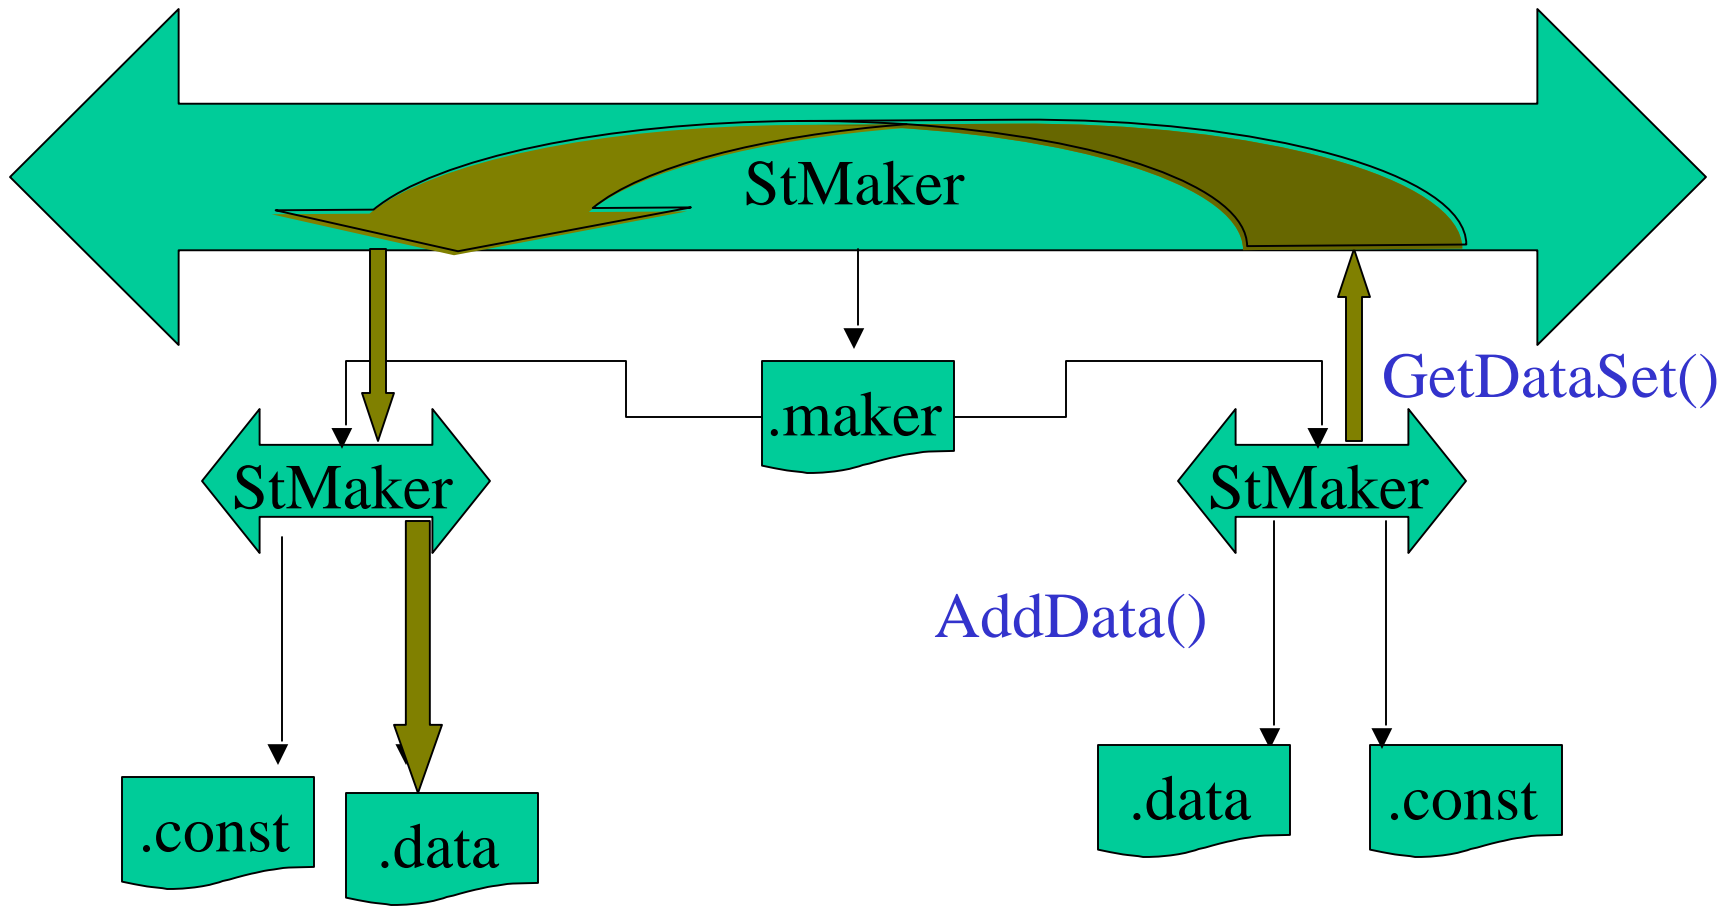 StMaker
GetDataSet()
.maker
StMaker
StMaker
AddData()
.const
.data
.data
.const